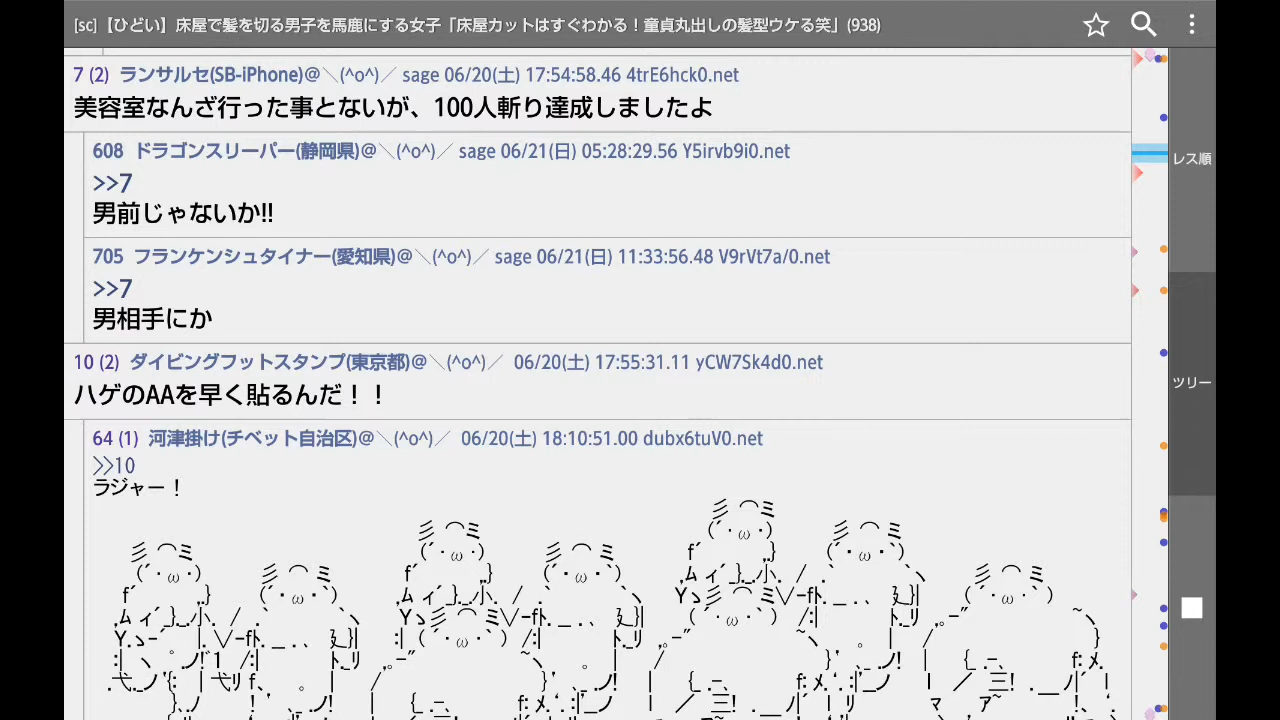 [sc]【ひどい】床屋で髪を切る男子を馬鹿にする女子「床屋カットはすぐわかる！童貞丸出しの髪型ウケる笑」(938)
7 (2) ランサルセ(SB-iPhone)@＼(^o^)／ sage 06/20(土) 17:54:58.46 4trE6hck0.net
美容室なんざ行った事とないが、100人斬り達成しましたよ
608 ドラゴンスリーパー(静岡県)@＼(^o^)／ sage 06/21(日) 05:28:29.56 Y5irvb9i0.net
>>7
男前じゃないか!!
705 フランケンシュタイナー(愛知県)@＼(^o^)／ sage 06/21(日) 11:33:56.48 V9rVt7a/0.net
>>7
男相手にか
10 (2) ダイビングフットスタンプ(東京都)@＼(^o^)／ 06/20(土) 17:55:31.11 yCW7Sk4d0.net
ハゲのAAを早く貼るんだ！！
64 (1) 河津掛け(チベット自治区)@＼(^o^)／ 06/20(土) 18:10:51.00 dubx6tuV0.net
>>10
ラジャー！
レス順
ツリー